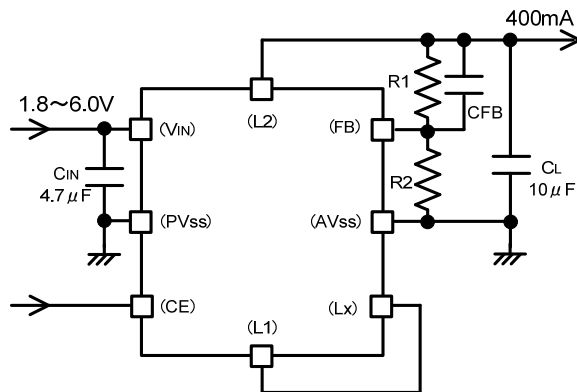 400mA
R1
CFB
1.8～6.0V
(L2)
(VIN)
(FB)
CIN
4.7μF
R2
CL
10μF
(PVss)
(AVss)
(CE)
(L1)
(Lx)